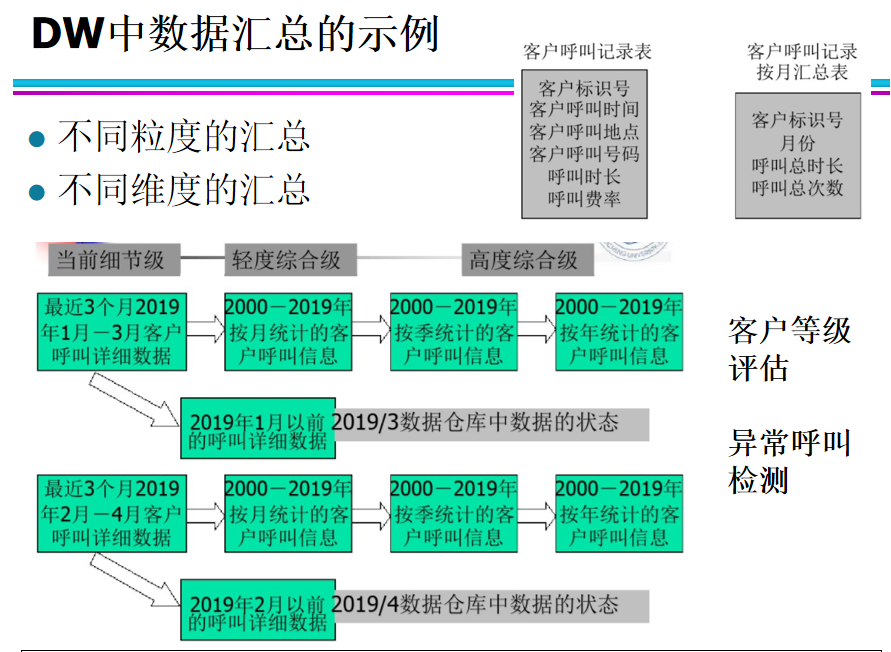 DW中数据汇总的示例
客户呼叫记录表
客户标识号
客户呼叫时间
客户呼叫地点
客户呼叫号码
呼叫时长
呼叫费率
客户呼叫记录
按月汇总表
客户标识号
月份
呼叫总时长
呼叫总次数
不同粒度的汇总
不同维度的汇总
当前细节级
轻度综合级
高度综合级
最近3个月2019
年1月－3月客户
呼叫详细数据
2000－2019年
按月统计的客
户呼叫信息
2000－2019年
按季统计的客
户呼叫信息
2000－2019年
按年统计的客
户呼叫信息
2019年1月以前
的呼叫详细数据
2019/3数据仓库中数据的状态
最近3个月2019
年2月－4月客户
呼叫详细数据
2000－2019年
按月统计的客
户呼叫信息
2000－2019年
按季统计的客
户呼叫信息
2000－2019年
按年统计的客
户呼叫信息
2019年2月以前
的呼叫详细数据
2019/4数据仓库中数据的状态
客户等级
评估
异常呼叫
检测